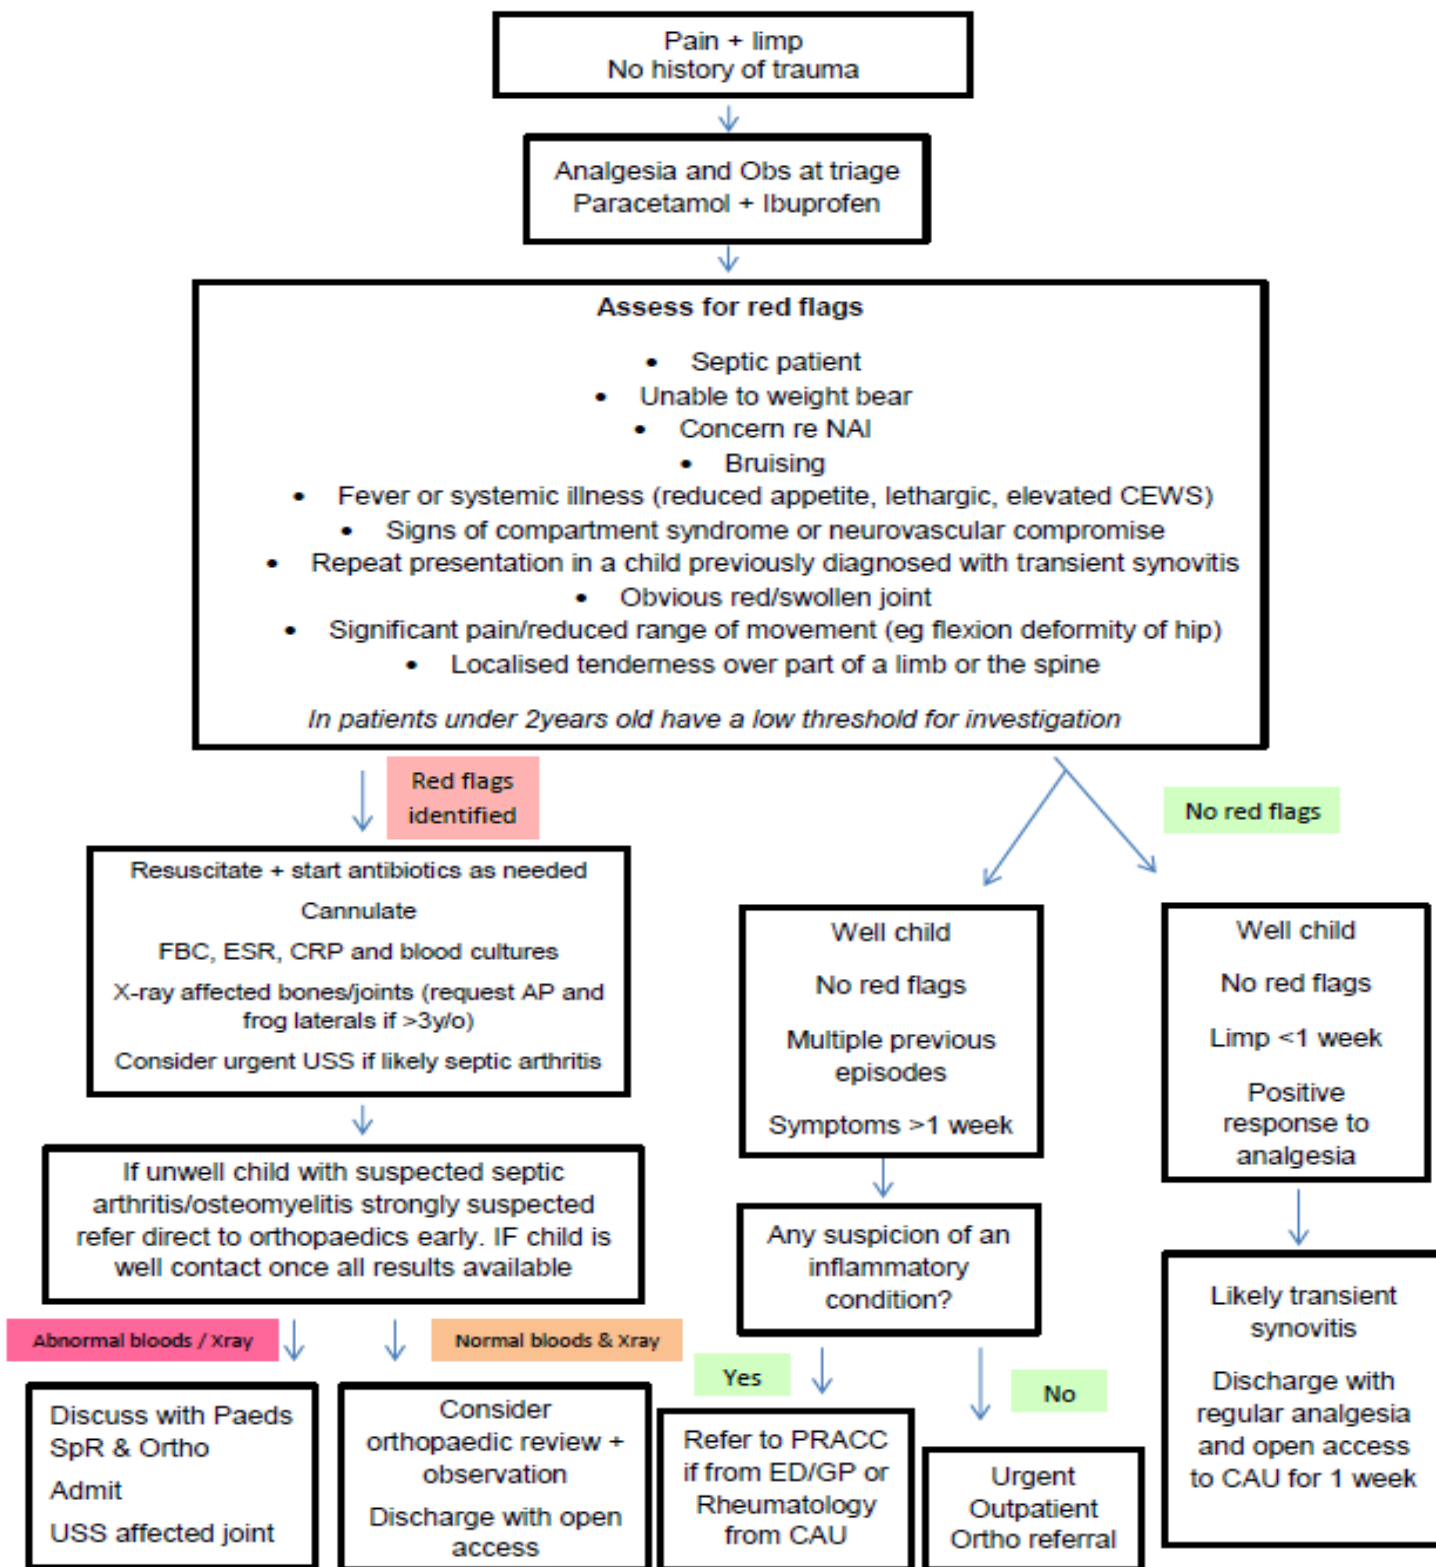 Pain + limp
No history of trauma
Analgesia and Obs at triage
Paracetamol + Ibuprofen
Assess for red flags
• Septic patient
• Unable to weight bear
• Concern re NAI
• Bruising
• Fever or systemic illness (reduced appetite, lethargic, elevated CEWS)
• Signs of compartment syndrome or neurovascular compromise
• Repeat presentation in a child previously diagnosed with transient synovitis
• Obvious red/swollen joint
• Significant pain/reduced range of movement (eg flexion deformity of hip)
• Localised tenderness over part of a limb or the spine
In patients under 2years old have a low threshold for investigation
Red flags
identified
No red flags
Resuscitate + start antibiotics as needed
Cannulate
FBC, ESR, CRP and blood cultures
X-ray affected bones/joints (request AP and
frog laterals if >3y/o)
Consider urgent USS if likely septic arthritis
Well child
No red flags
Multiple previous
episodes
Symptoms >1 week
Well child
No red flags
Limp <1 week
Positive
response to
analgesia
If unwell child with suspected septic
arthritis/osteomyelitis strongly suspected
refer direct to orthopaedics early. IF child is
well contact once all results available
Any suspicion of an
inflammatory
condition?
Likely transient
synovitis
Discharge with
regular analgesia
and open access
to CAU for 1 week
Abnormal bloods / Xray
Normal bloods & Xray
Yes
No
Discuss with Paeds
SpR & Ortho
Admit
USS affected joint
Consider
orthopaedic review +
observation
Discharge with open
access
Refer to PRACC
if from ED/GP or
Rheumatology
from CAU
Urgent
Outpatient
Ortho referral